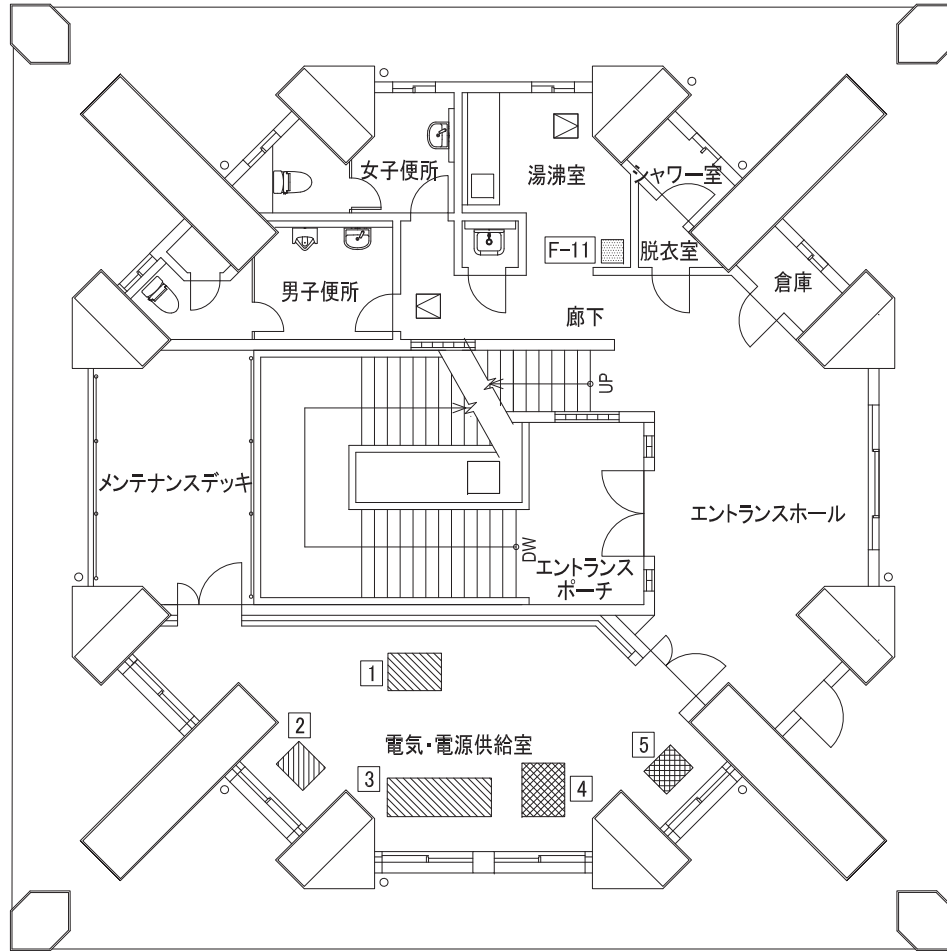 女子便所
湯沸室
シャワー室
F-11
脱衣室
倉庫
男子便所
廊下
UP
メンテナンスデッキ
エントランスホール
DW
エントランス
ポーチ
1
2
電気・電源供給室
5
3
4